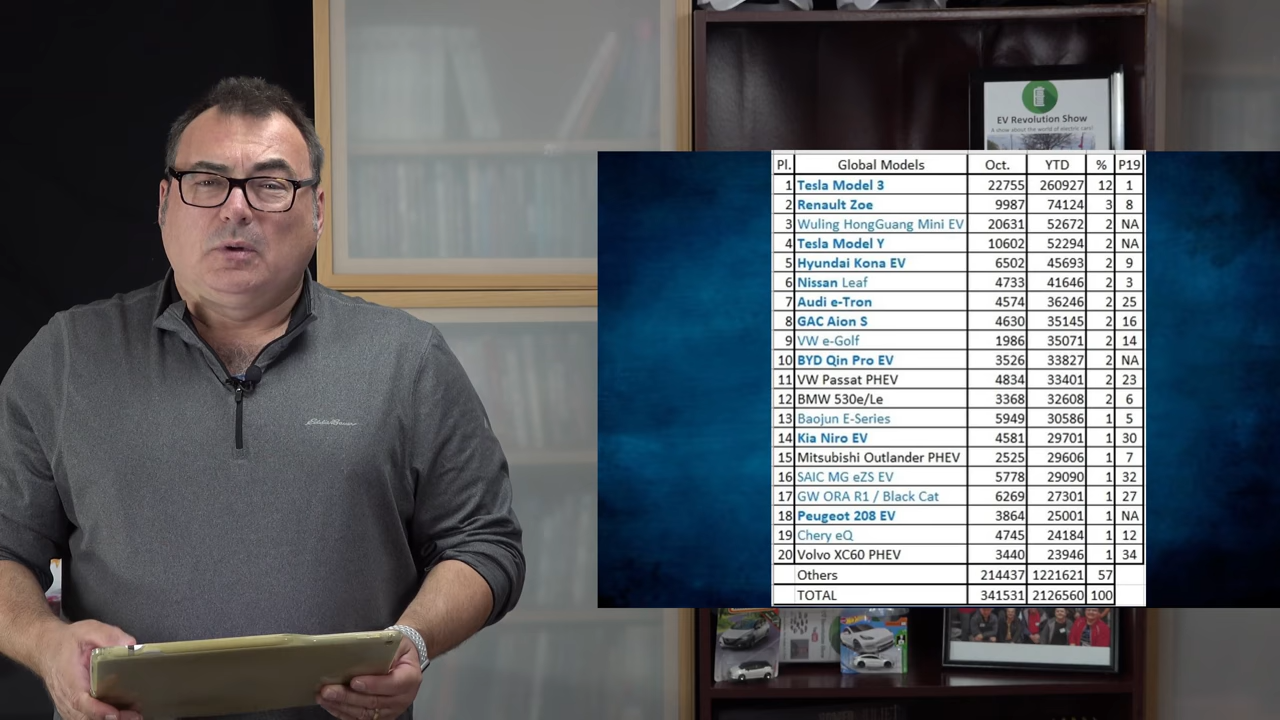 EV Revolution Show
A show about the world of electric cars!
Pl. Global Models Oct. YTD % P19
1 Tesla Model 3 22755 260927 12 1
2 Renault Zoe 9987 74124 3 8
3 Wuling HongGuang Mini EV 20631 52672 2 NA
4 Tesla Model Y 10602 52294 2 NA
5 Hyundai Kona EV 6502 45693 2 9
6 Nissan Leaf 4733 41646 2 3
7 Audi e-Tron 4574 36246 2 25
8 GAC Aion S 4630 35145 2 16
9 VW e-Golf 1986 35071 2 14
10 BYD Qin Pro EV 3526 33827 2 NA
11 VW Passat PHEV 4834 33401 2 23
12 BMW 530e/Le 3368 32608 2 6
13 Baojun E-Series 5949 30586 1 5
14 Kia Niro EV 4581 29701 1 30
15 Mitsubishi Outlander PHEV 2525 29606 1 7
16 SAIC MG eZS EV 5778 29090 1 32
17 GW ORA R1 / Black Cat 6269 27301 1 27
18 Peugeot 208 EV 3864 25001 1 NA
19 Chery eQ 4745 24184 1 12
20 Volvo XC60 PHEV 3440 23946 1 34
Others 214437 1221621 57
TOTAL 341531 2126560 100
Eddie Bauer